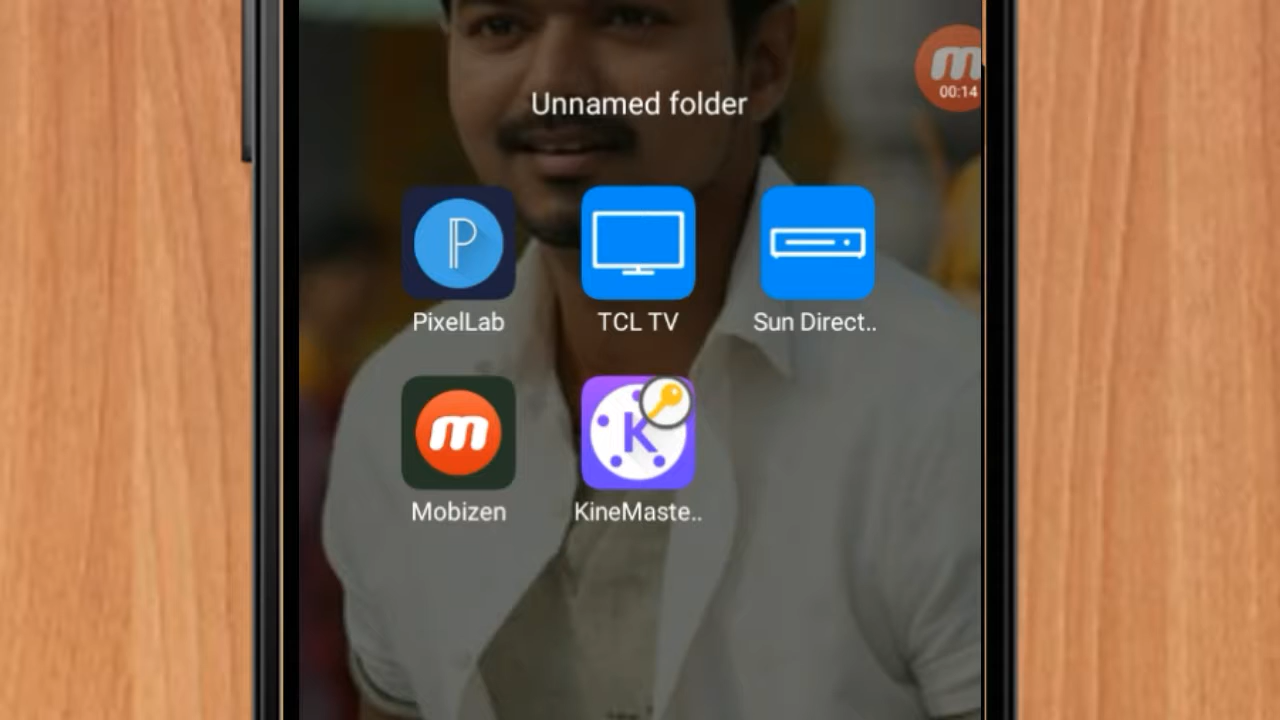 m
00:14
Unnamed folder
P
PixelLab
TCL TV
Sun Direct..
m
K
Mobizen
KineMaste..